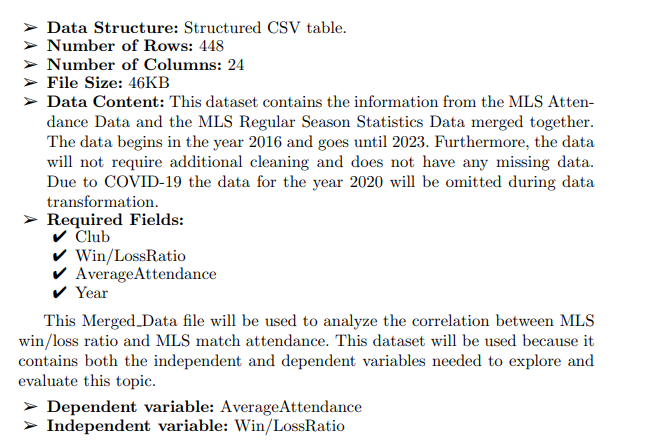 ➢ Data Structure: Structured CSV table.
➢ Number of Rows: 448
➢ Number of Columns: 24
➢ File Size: 46KB
➢ Data Content: This dataset contains the information from the MLS Atten-
dance Data and the MLS Regular Season Statistics Data merged together.
The data begins in the year 2016 and goes until 2023. Furthermore, the data
will not require additional cleaning and does not have any missing data.
Due to COVID-19 the data for the year 2020 will be omitted during data
transformation.
➢ Required Fields:
✔ Club
✔ Win/LossRatio
✔ AverageAttendance
✔ Year
This Merged_Data file will be used to analyze the correlation between MLS
win/loss ratio and MLS match attendance. This dataset will be used because it
contains both the independent and dependent variables needed to explore and
evaluate this topic.
➢ Dependent variable: AverageAttendance
➢ Independent variable: Win/LossRatio